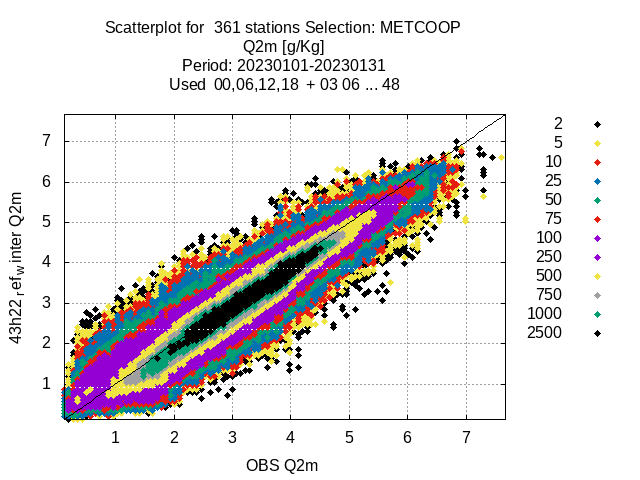 Scatterplot for 361 stations Selection: METCOOP
Q2m [g/Kg]
Period: 20230101-20230131
Used 00,06,12,18 + 03 06 ... 48
43h22_ref_winter Q2m
7
6
5
4
3
2
1
1 2 3 4 5 6 7
OBS Q2m
2
5
10
25
50
75
100
250
500
750
1000
2500